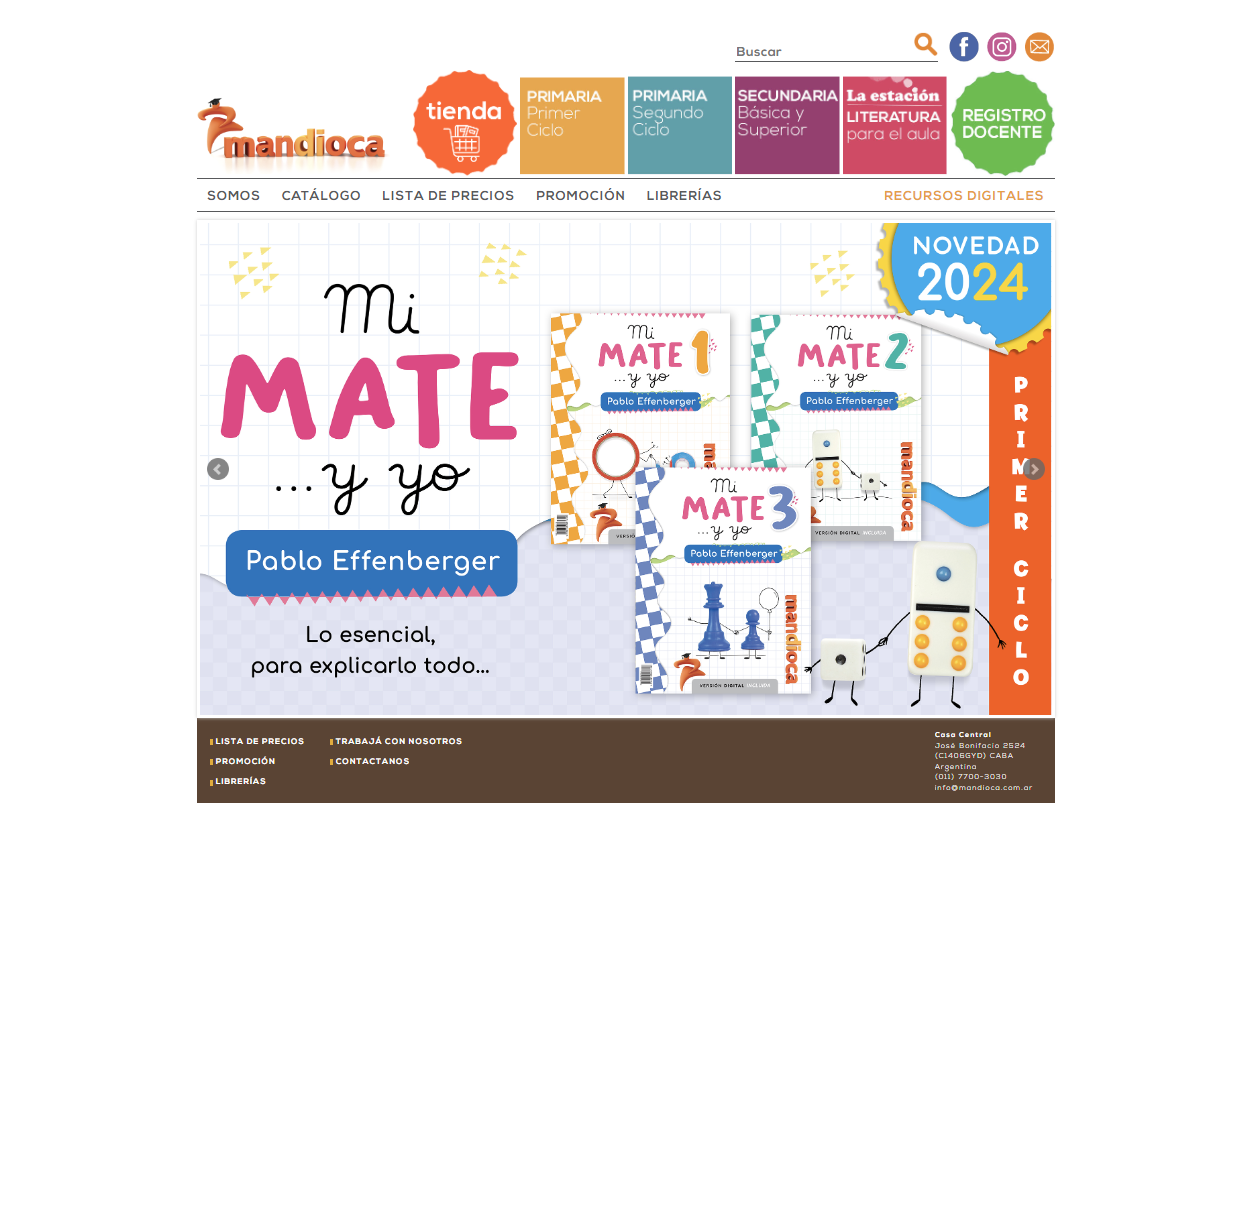 Buscar
mandioca
tienda
PRIMARIA
Primer
Ciclo
PRIMARIA
Segundo
Ciclo
SECUNDARIA
Básica y
Superior
La estación
LITERATURA
para el aula
REGISTRO
DOCENTE
SOMOS CATÁLOGO LISTA DE PRECIOS PROMOCIÓN LIBRERÍAS RECURSOS DIGITALES
NOVEDAD
2024
Mi
MATE
...y yo
Pablo Effenberger
Lo esencial,
para explicarlo todo...
Mi
MATE 1
...y yo
Pablo Effenberger
Mi
MATE 2
...y yo
Pablo Effenberger
mandioca
VERSIÓN DIGITAL INCLUIDA
Mi
MATE 3
...y yo
Pablo Effenberger
mandioca
VERSIÓN DIGITAL INCLUIDA
PRIMER CICLO
LISTA DE PRECIOS
PROMOCIÓN
LIBRERÍAS
TRABAJÁ CON NOSOTROS
CONTACTANOS
Casa Central
José Bonifacio 2524
(C1406GYD) CABA
Argentina
(011) 7700-3030
info@mandioca.com.ar